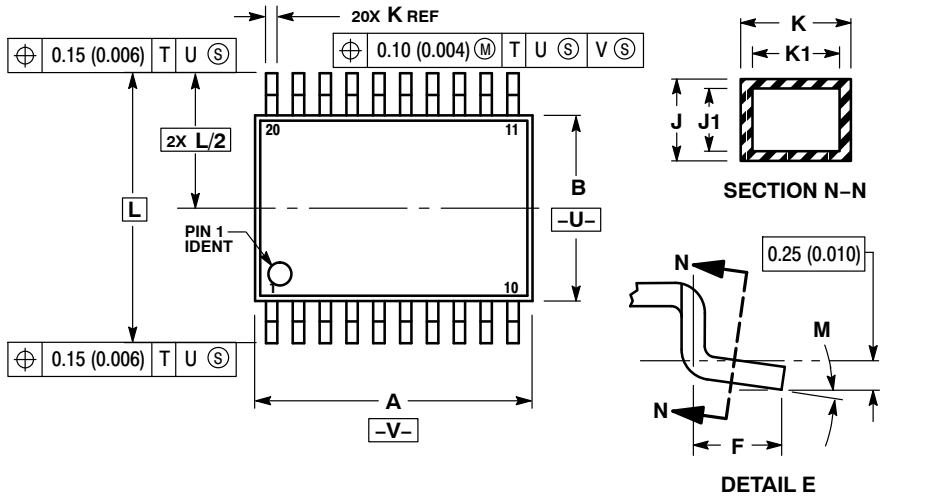 20X K REF
⌖ 0.15 (0.006) T U Ⓢ
⌖ 0.10 (0.004) Ⓜ T U Ⓢ V Ⓢ
K
K1
J J1
SECTION N–N
2X L/2
20 11
L
B
–U–
PIN 1
IDENT
1 10
A
–V–
⌖ 0.15 (0.006) T U Ⓢ
0.25 (0.010)
N
M
N
F
DETAIL E